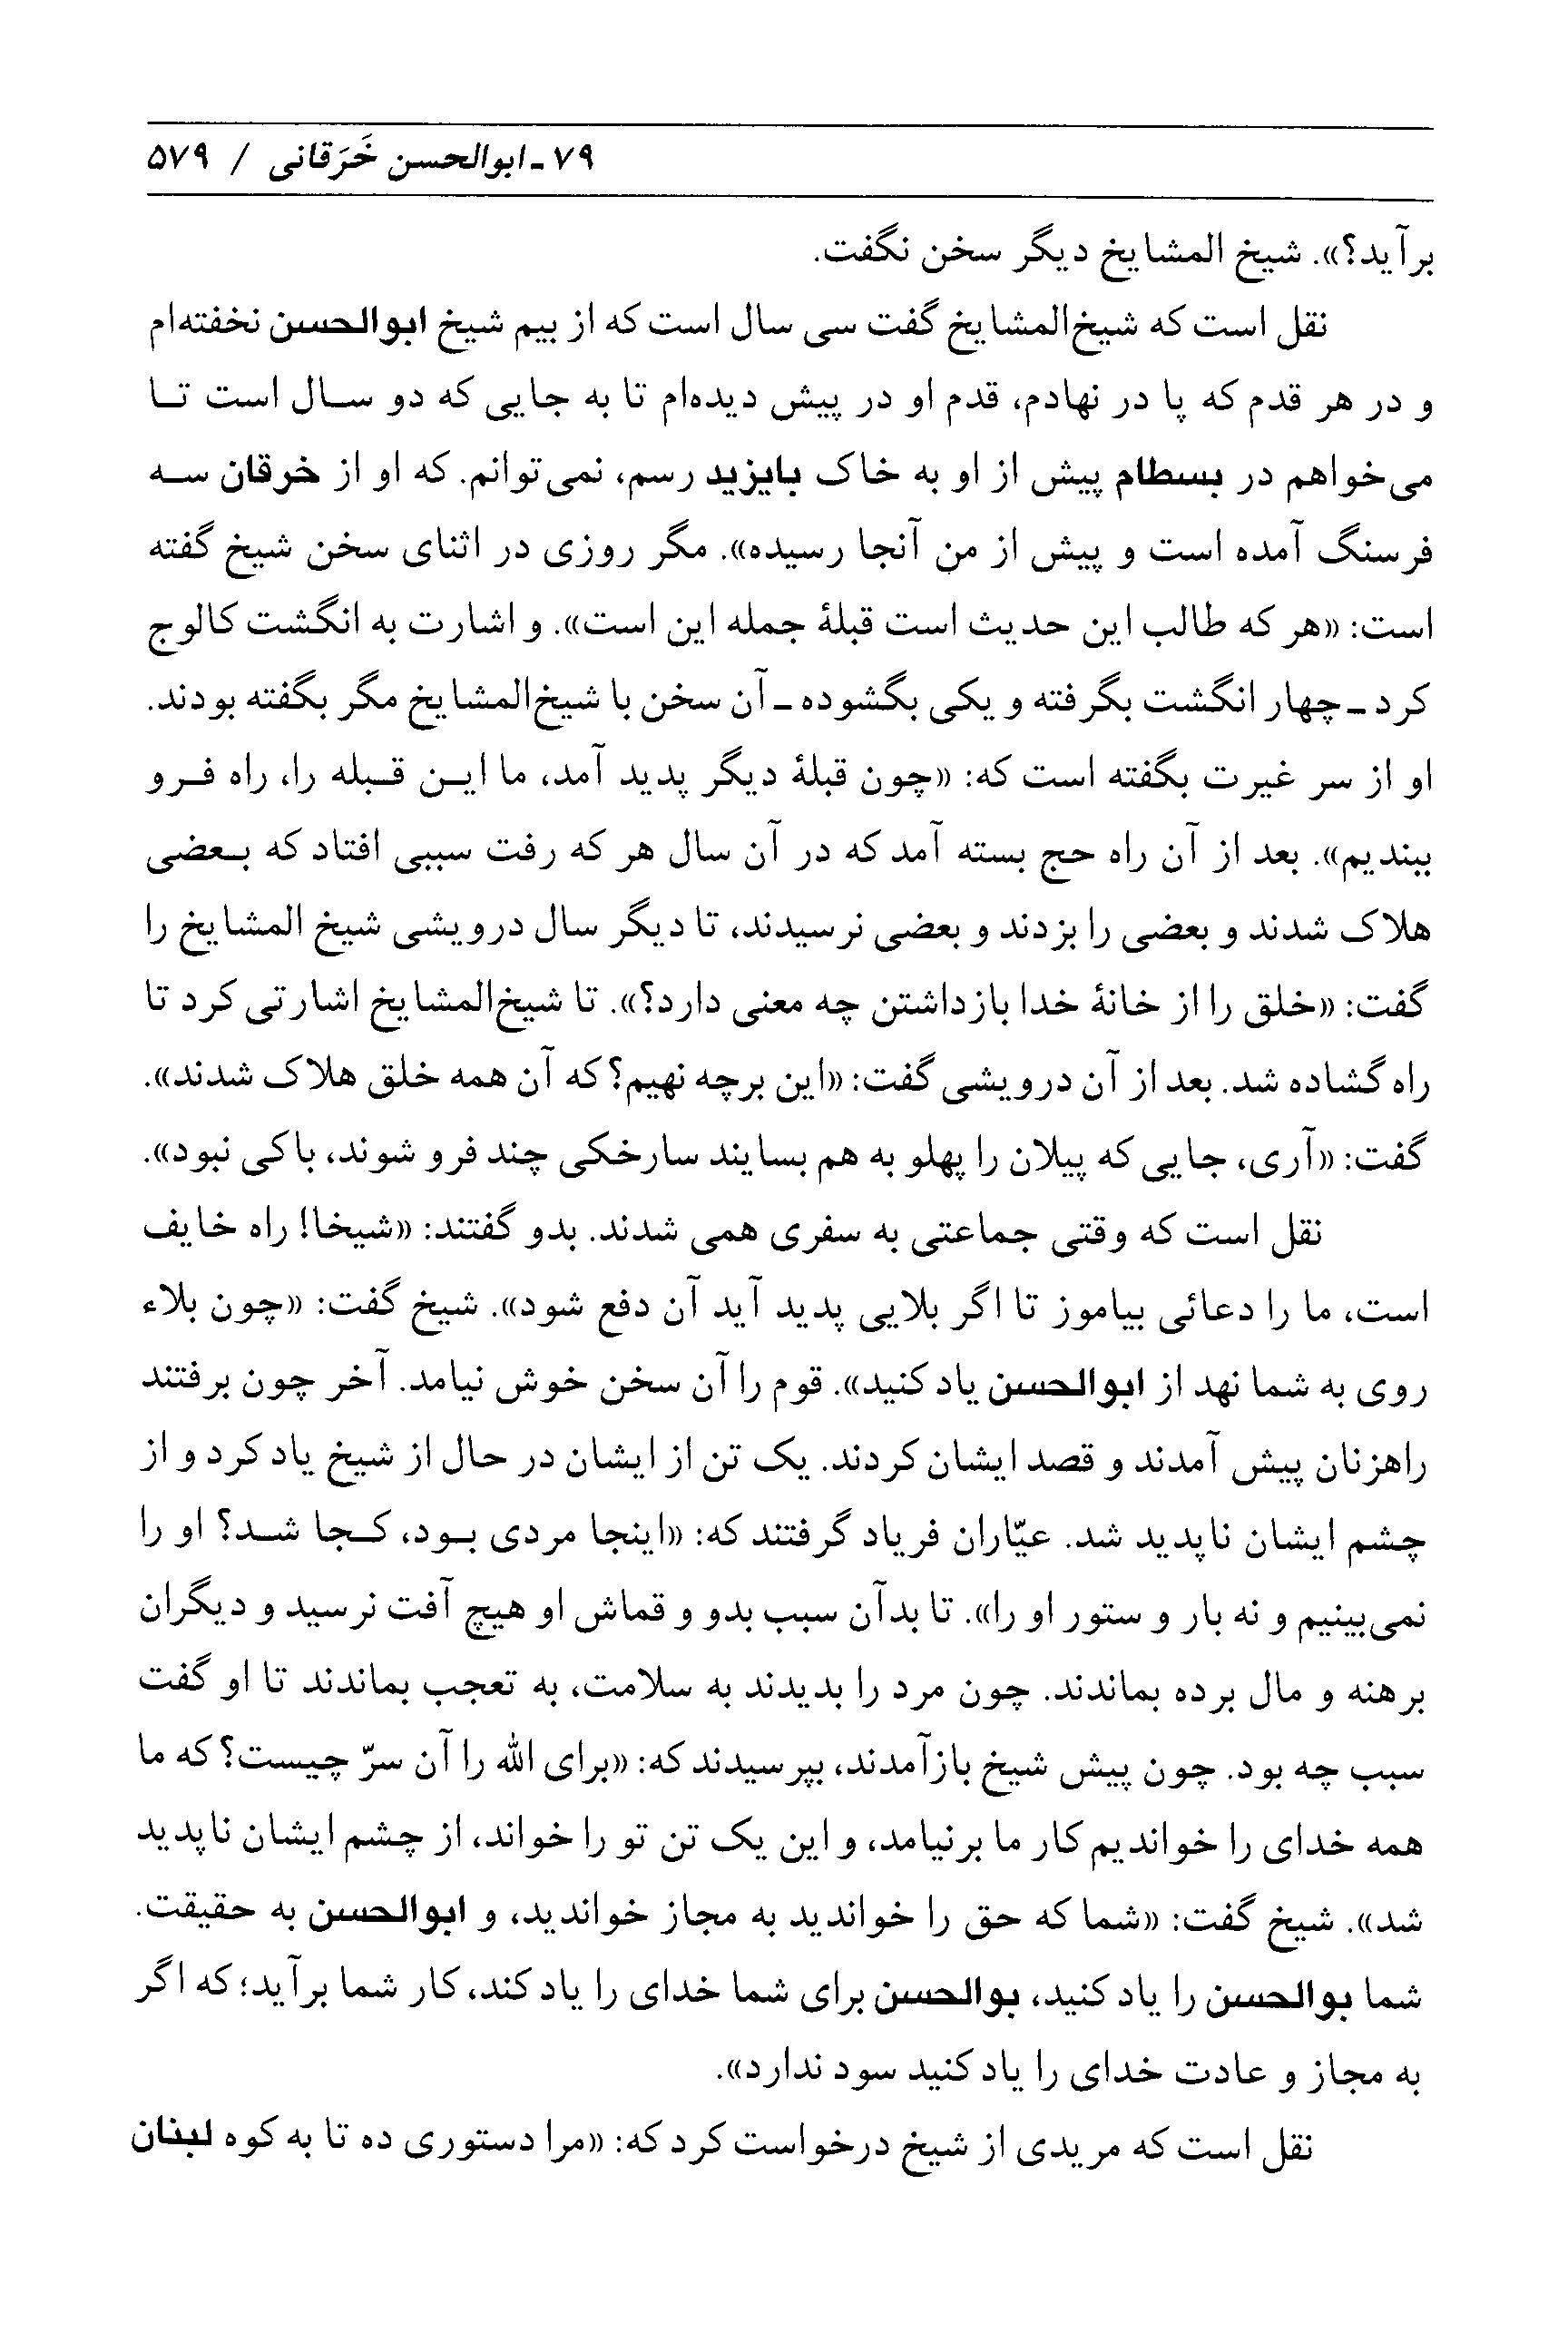 ۷۹ـ ابوالحسن خَرَقانی / ۵۷۹
برآید؟». شیخ المشایخ دیگر سخن نگفت.
نقل است که شیخ‌المشایخ گفت سی سال است که از بیم شیخ ابوالحسن نخفته‌ام
و در هر قدم که پا در نهادم، قدم او در پیش دیده‌ام تا به جایی که دو سـال است تـا
می‌خواهم در بسطام پیش از او به خاک بایزید رسم، نمی‌توانم. که او از خرقان سـه
فرسنگ آمده است و پیش از من آنجا رسیده». مگر روزی در اثنای سخن شیخ گفته
است: «هر که طالب این حدیث است قبلهٔ جمله این است». و اشارت به انگشت کالوج
کرد ـ چهار انگشت بگرفته و یکی بگشوده ـ آن سخن با شیخ‌المشایخ مگر بگفته بودند.
او از سر غیرت بگفته است که: «چون قبلهٔ دیگر پدید آمد، ما ایـن قـبله را، راه فـرو
ببندیم». بعد از آن راه حج بسته آمد که در آن سال هر که رفت سببی افتاد که بـعضی
هلاک شدند و بعضی را بزدند و بعضی نرسیدند، تا دیگر سال درویشی شیخ المشایخ را
گفت: «خلق را از خانهٔ خدا بازداشتن چه معنی دارد؟». تا شیخ‌المشایخ اشارتی کرد تا
راه گشاده شد. بعد از آن درویشی گفت: «این برچه نهیم؟ که آن همه خلق هلاک شدند».
گفت: «آری، جایی که پیلان را پهلو به هم بسایند سارخکی چند فرو شوند، باکی نبود».
نقل است که وقتی جماعتی به سفری همی شدند. بدو گفتند: «شیخا! راه خایف
است، ما را دعائی بیاموز تا اگر بلایی پدید آید آن دفع شود». شیخ گفت: «چون بلاء
روی به شما نهد از ابوالحسن یاد کنید». قوم را آن سخن خوش نیامد. آخر چون برفتند
راهزنان پیش آمدند و قصد ایشان کردند. یک تن از ایشان در حال از شیخ یاد کرد و از
چشم ایشان ناپدید شد. عیّاران فریاد گرفتند که: «اینجا مردی بـود، کـجا شـد؟ او را
نمی‌بینیم و نه بار و ستور او را». تا بدآن سبب بدو و قماش او هیچ آفت نرسید و دیگران
برهنه و مال برده بماندند. چون مرد را بدیدند به سلامت، به تعجب بماندند تا او گفت
سبب چه بود. چون پیش شیخ بازآمدند، بپرسیدند که: «برای الله را آن سرّ چیست؟ که ما
همه خدای را خواندیم کار ما برنیامد، و این یک تن تو را خواند، از چشم ایشان ناپدید
شد». شیخ گفت: «شما که حق را خواندید به مجاز خواندید، و ابوالحسن به حقیقت.
شما بوالحسن را یاد کنید، بوالحسن برای شما خدای را یاد کند، کار شما برآید؛ که اگر
به مجاز و عادت خدای را یاد کنید سود ندارد».
نقل است که مریدی از شیخ درخواست کرد که: «مرا دستوری ده تا به کوه لبنان